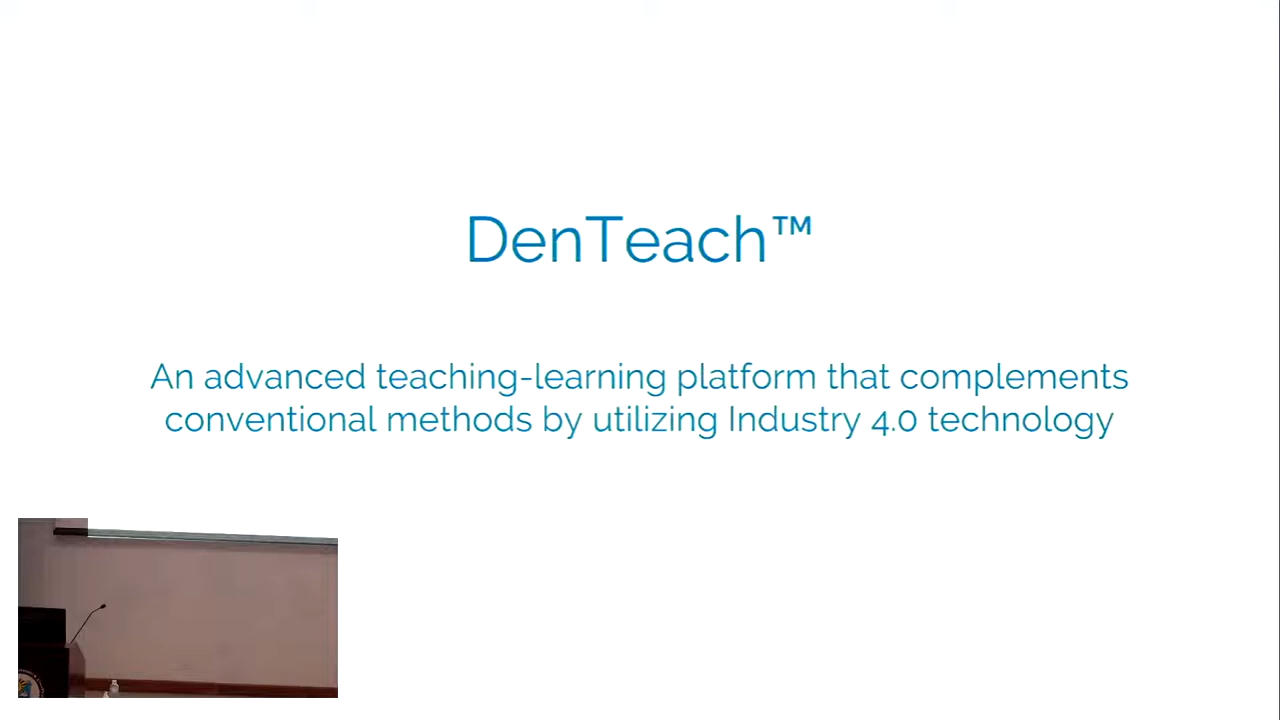 DenTeach™
An advanced teaching-learning platform that complements
conventional methods by utilizing Industry 4.0 technology